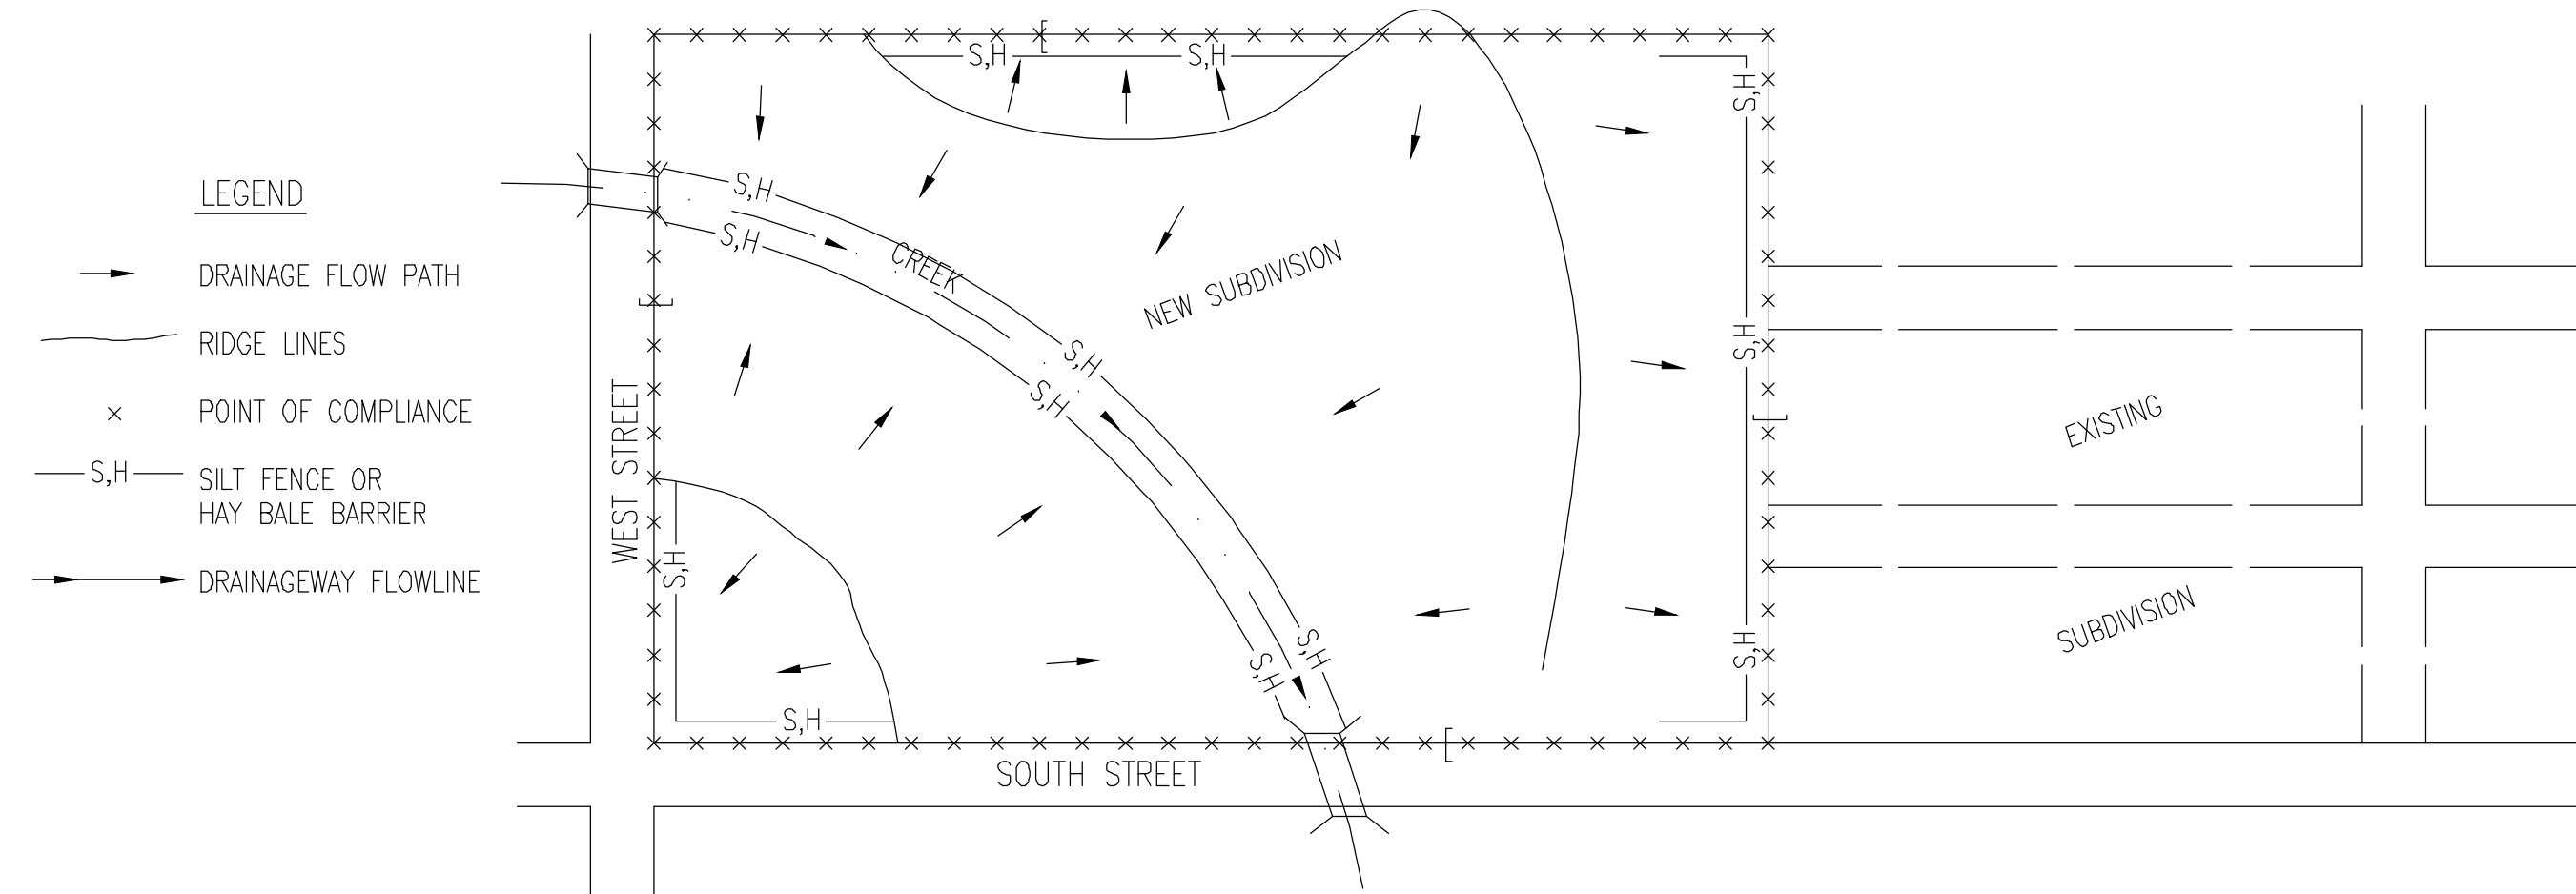 LEGEND
DRAINAGE FLOW PATH
RIDGE LINES
POINT OF COMPLIANCE
S,H
SILT FENCE OR
HAY BALE BARRIER
DRAINAGEWAY FLOWLINE
S,H
S,H
S,H
S,H
S,H
CREEK
NEW SUBDIVISION
S,H
S,H
S,H
WEST STREET
EXISTING
S,H
S,H
S,H
S,H
SUBDIVISION
S,H
S,H
SOUTH STREET